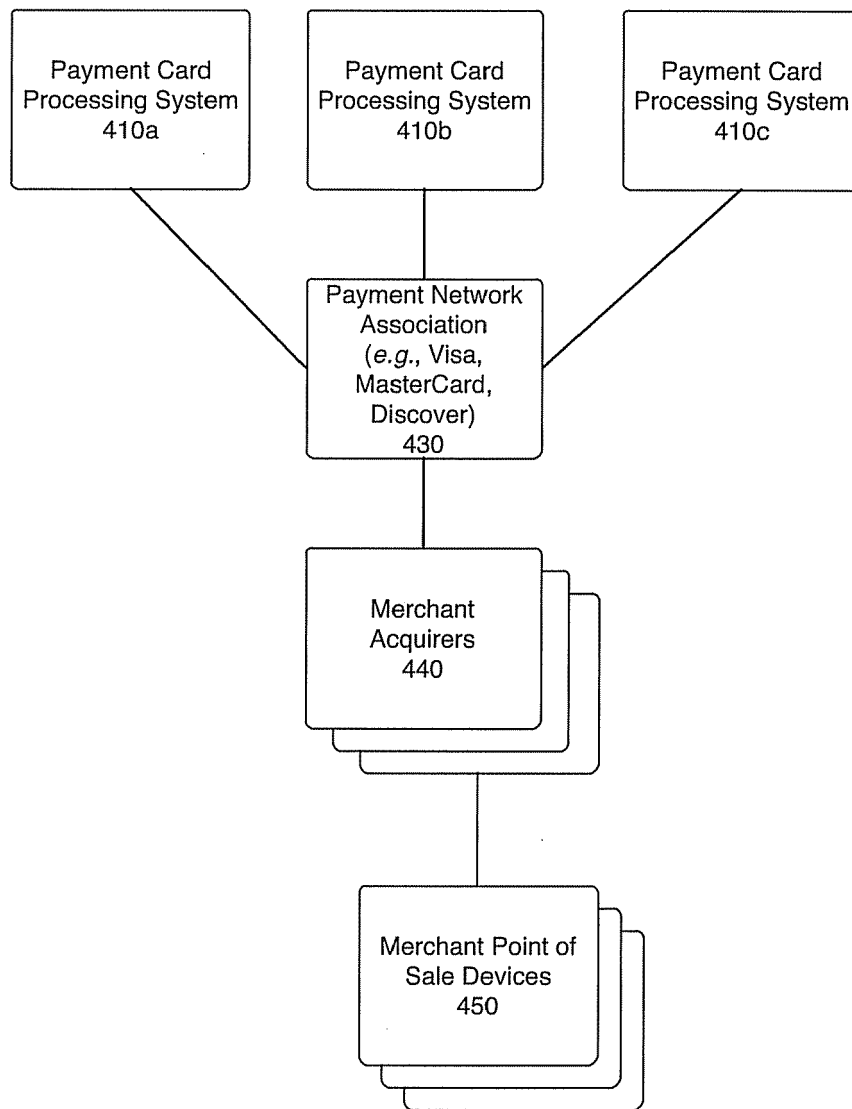 Payment Card
Processing System
410a
Payment Card
Processing System
410b
Payment Card
Processing System
410c
Payment Network
Association
(e.g., Visa,
MasterCard,
Discover)
430
Merchant
Acquirers
440
Merchant Point of
Sale Devices
450